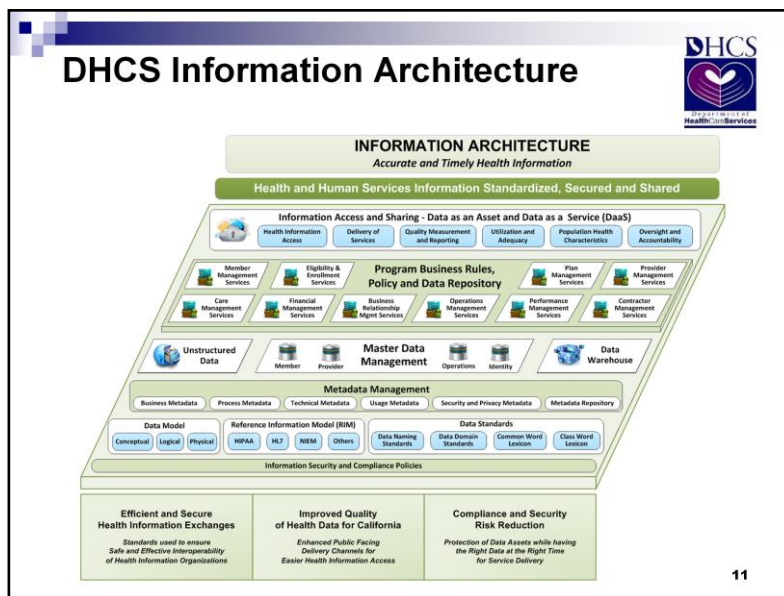 DHCS Information Architecture
DHCS
Department of
HealthCareServices
INFORMATION ARCHITECTURE
Accurate and Timely Health Information
Health and Human Services Information Standardized, Secured and Shared
Information Access and Sharing - Data as an Asset and Data as a Service (DaaS)
Health Information
Access
Delivery of
Services
Quality Measurement
and Reporting
Utilization and
Adequacy
Population Health
Characteristics
Oversight and
Accountability
Member
Management
Services
Eligibility &
Enrollment
Services
Program Business Rules,
Policy and Data Repository
Plan
Management
Services
Provider
Management
Services
Care
Management
Services
Financial
Management
Services
Business
Relationship
Mgmt Services
Operations
Management
Services
Performance
Management
Services
Contractor
Management
Services
Unstructured
Data
Member
Provider
Master Data
Management
Operations
Identity
Data
Warehouse
Metadata Management
Business Metadata
Process Metadata
Technical Metadata
Usage Metadata
Security and Privacy Metadata
Metadata Repository
Data Model
Conceptual
Logical
Physical
Reference Information Model (RIM)
HIPAA
HL7
NIEM
Others
Data Standards
Data Naming
Standards
Data Domain
Standards
Common Word
Lexicon
Class Word
Lexicon
Information Security and Compliance Policies
Efficient and Secure
Health Information Exchanges
Standards used to ensure
Safe and Effective Interoperability
of Health Information Organizations
Improved Quality
of Health Data for California
Enhanced Public Facing
Delivery Channels for
Easier Health Information Access
Compliance and Security
Risk Reduction
Protection of Data Assets while having
the Right Data at the Right Time
for Service Delivery
11